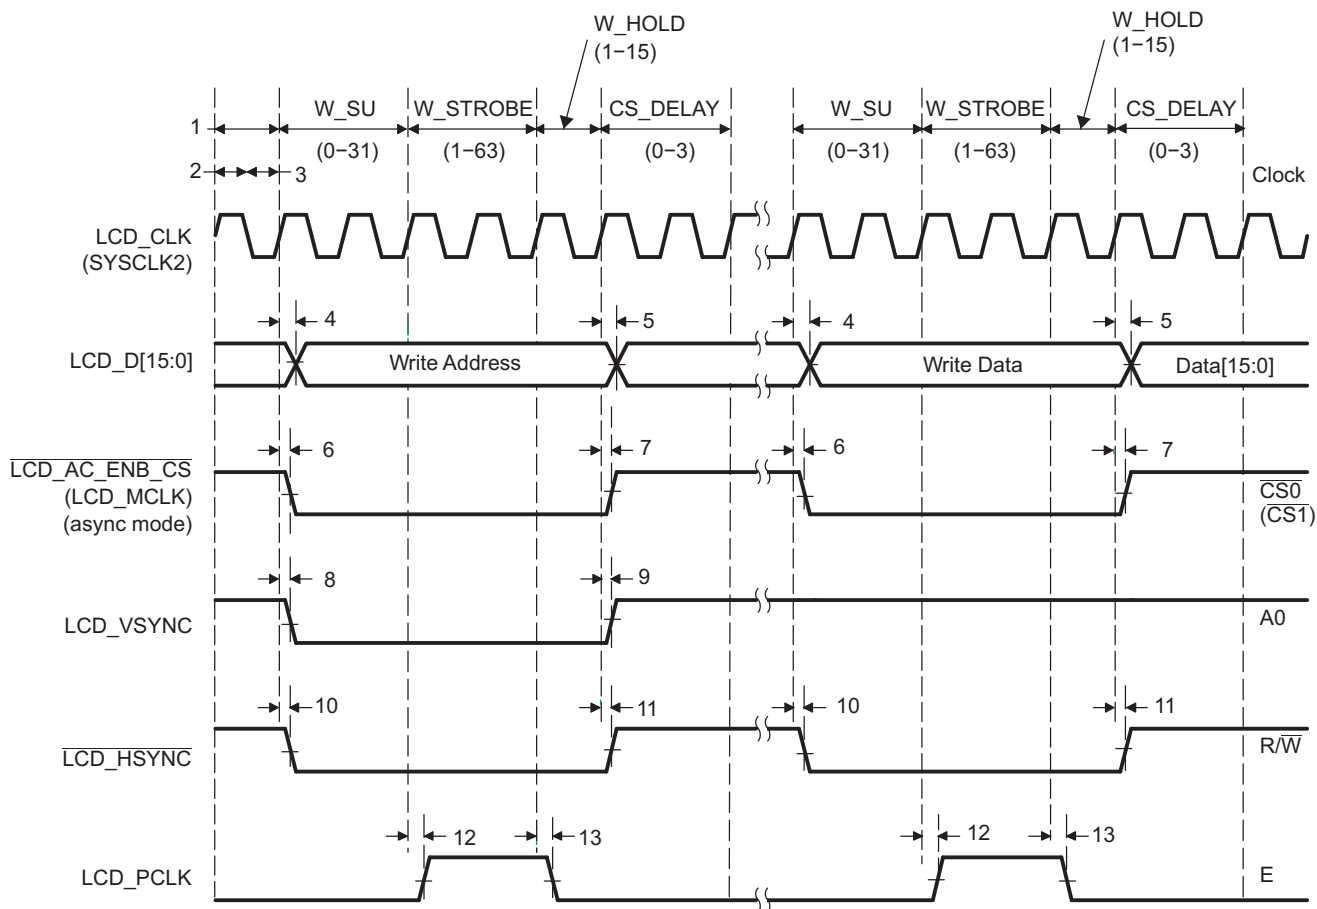 W_HOLD
(1−15)
W_HOLD
(1−15)
1
W_SU
W_STROBE
CS_DELAY
W_SU
W_STROBE
CS_DELAY
(0−31)
(1−63)
(0−3)
(0−31)
(1−63)
(0−3)
2
3
Clock
LCD_CLK
(SYSCLK2)
4
5
4
5
LCD_D[15:0]
Write Address
Write Data
Data[15:0]
6
7
6
7
LCD_AC_ENB_CS
(LCD_MCLK)
(async mode)
CS0
(CS1)
8
9
LCD_VSYNC
A0
10
11
10
11
LCD_HSYNC
R/W
12
13
12
13
LCD_PCLK
E